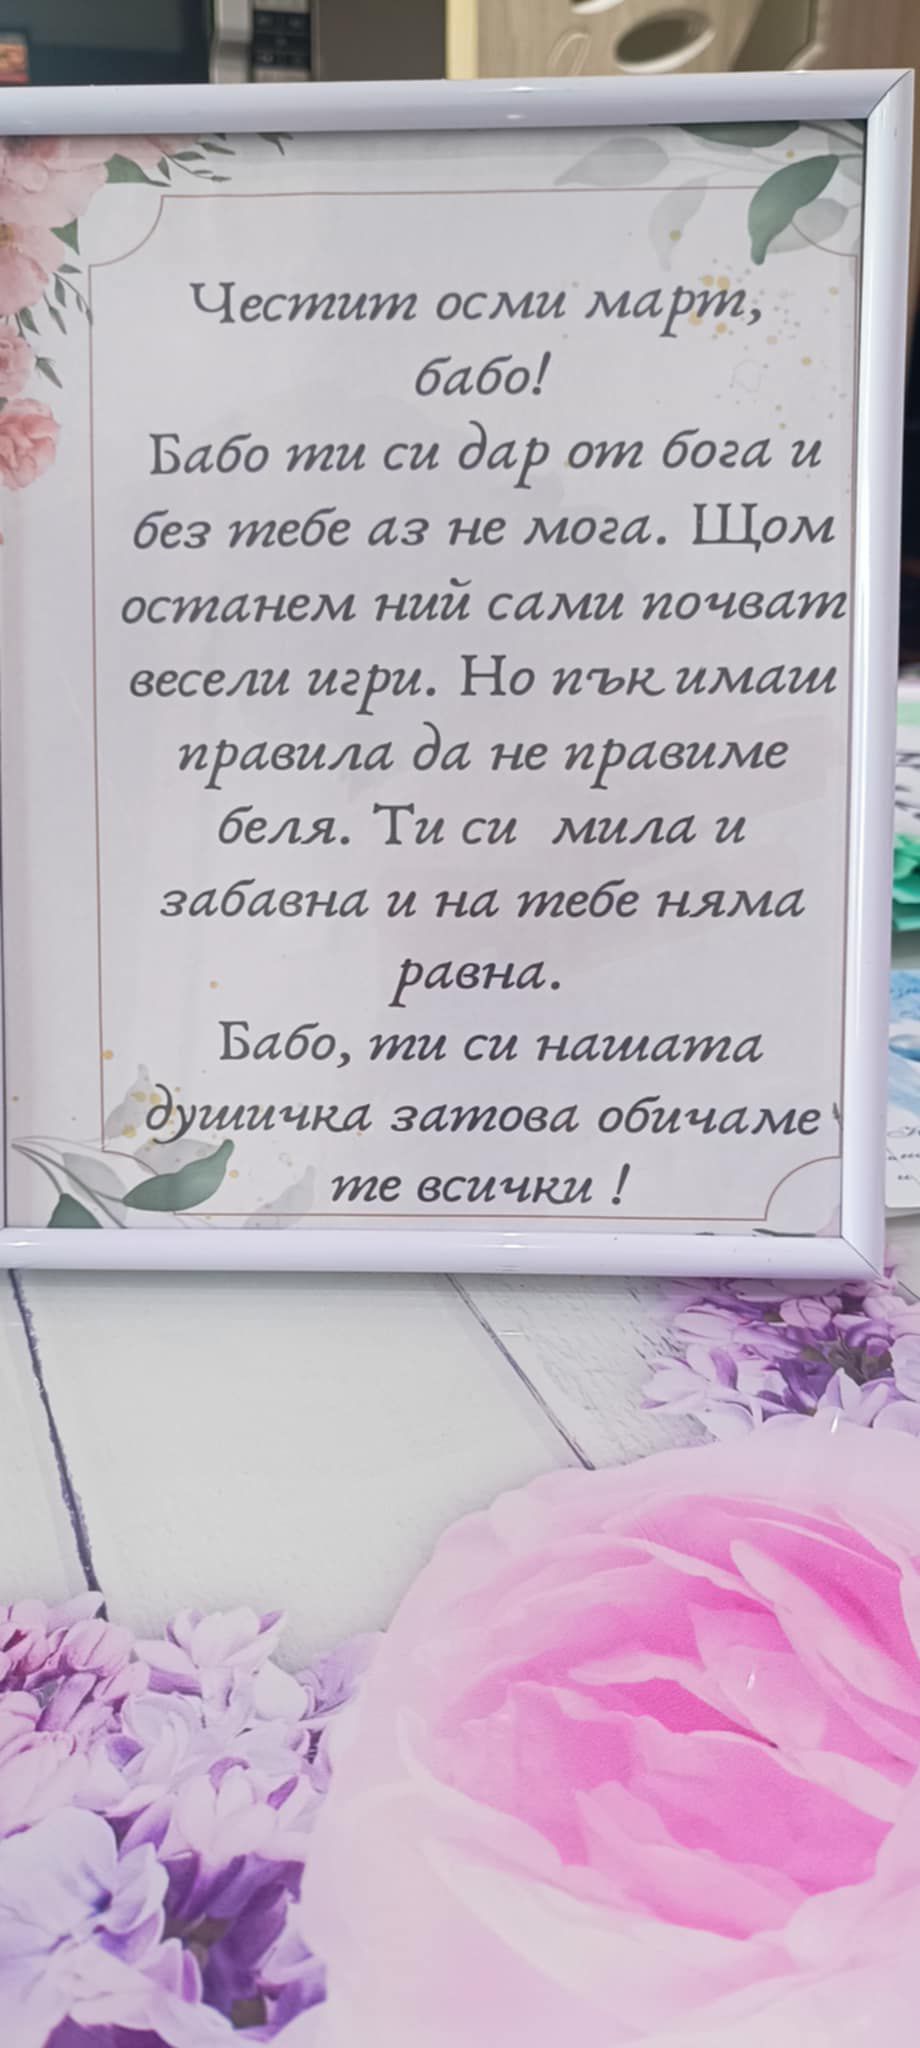 Честит осми март,
бабо!
Бабо ти си дар от бога и
без тебе аз не мога. Щом
останем ний сами почват
весели игри. Но пък имаш
правила да не правиме
беля. Ти си мила и
забавна и на тебе няма
равна.
Бабо, ти си нашата
душичка затова обичаме
те всички !